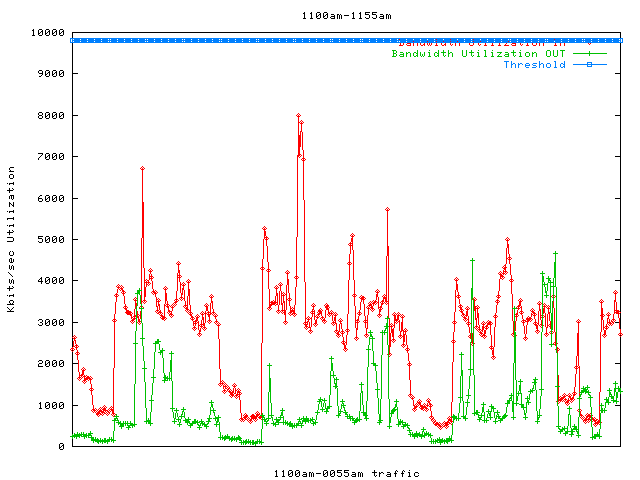 1100am-1155am
10000
Bandwidth Utilization IN
9000
Bandwidth Utilization OUT
Threshold
8000
7000
6000
5000
4000
3000
2000
1000
0
Kbits/sec Utilization
1100am-0055am traffic